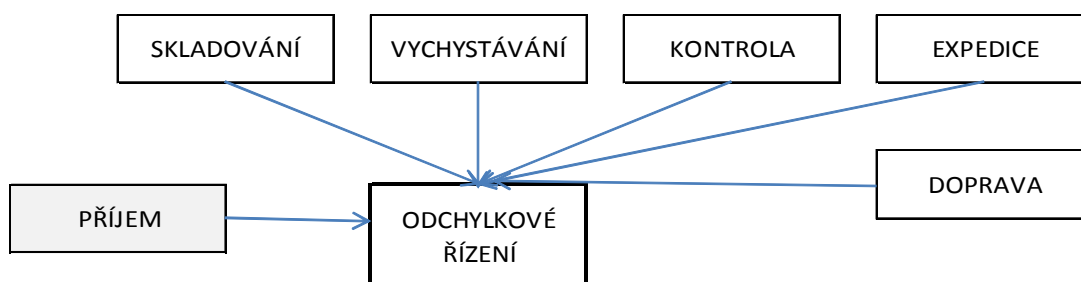 SKLADOVÁNÍ
VYCHYSTÁVÁNÍ
KONTROLA
EXPEDICE
DOPRAVA
PŘÍJEM
ODCHYLKOVÉ
ŘÍZENÍ